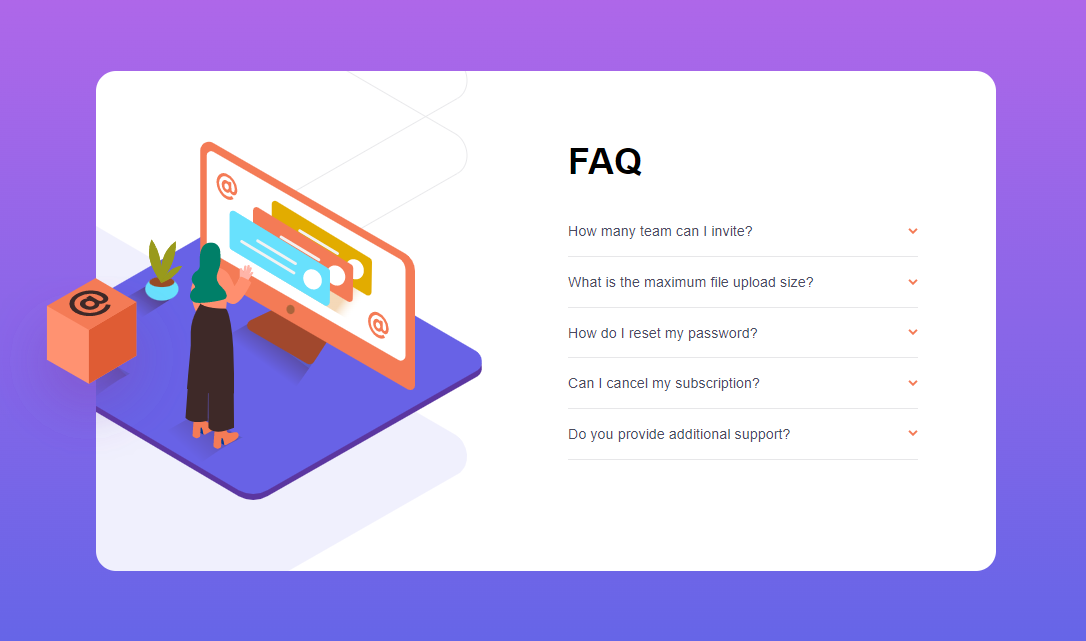 FAQ
How many team can I invite?
What is the maximum file upload size?
How do I reset my password?
Can I cancel my subscription?
Do you provide additional support?
@
@
@